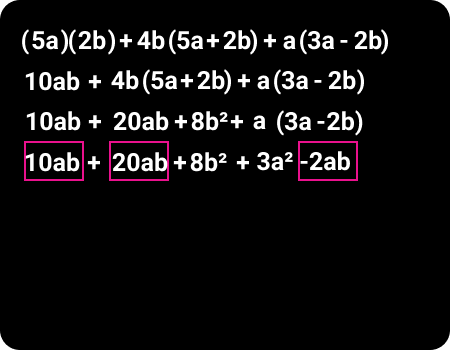 (5a)(2b) + 4b(5a+2b) + a(3a - 2b)
10ab + 4b(5a+2b) + a(3a - 2b)
10ab + 20ab +8b²+ a (3a -2b)
10ab + 20ab +8b² + 3a² -2ab